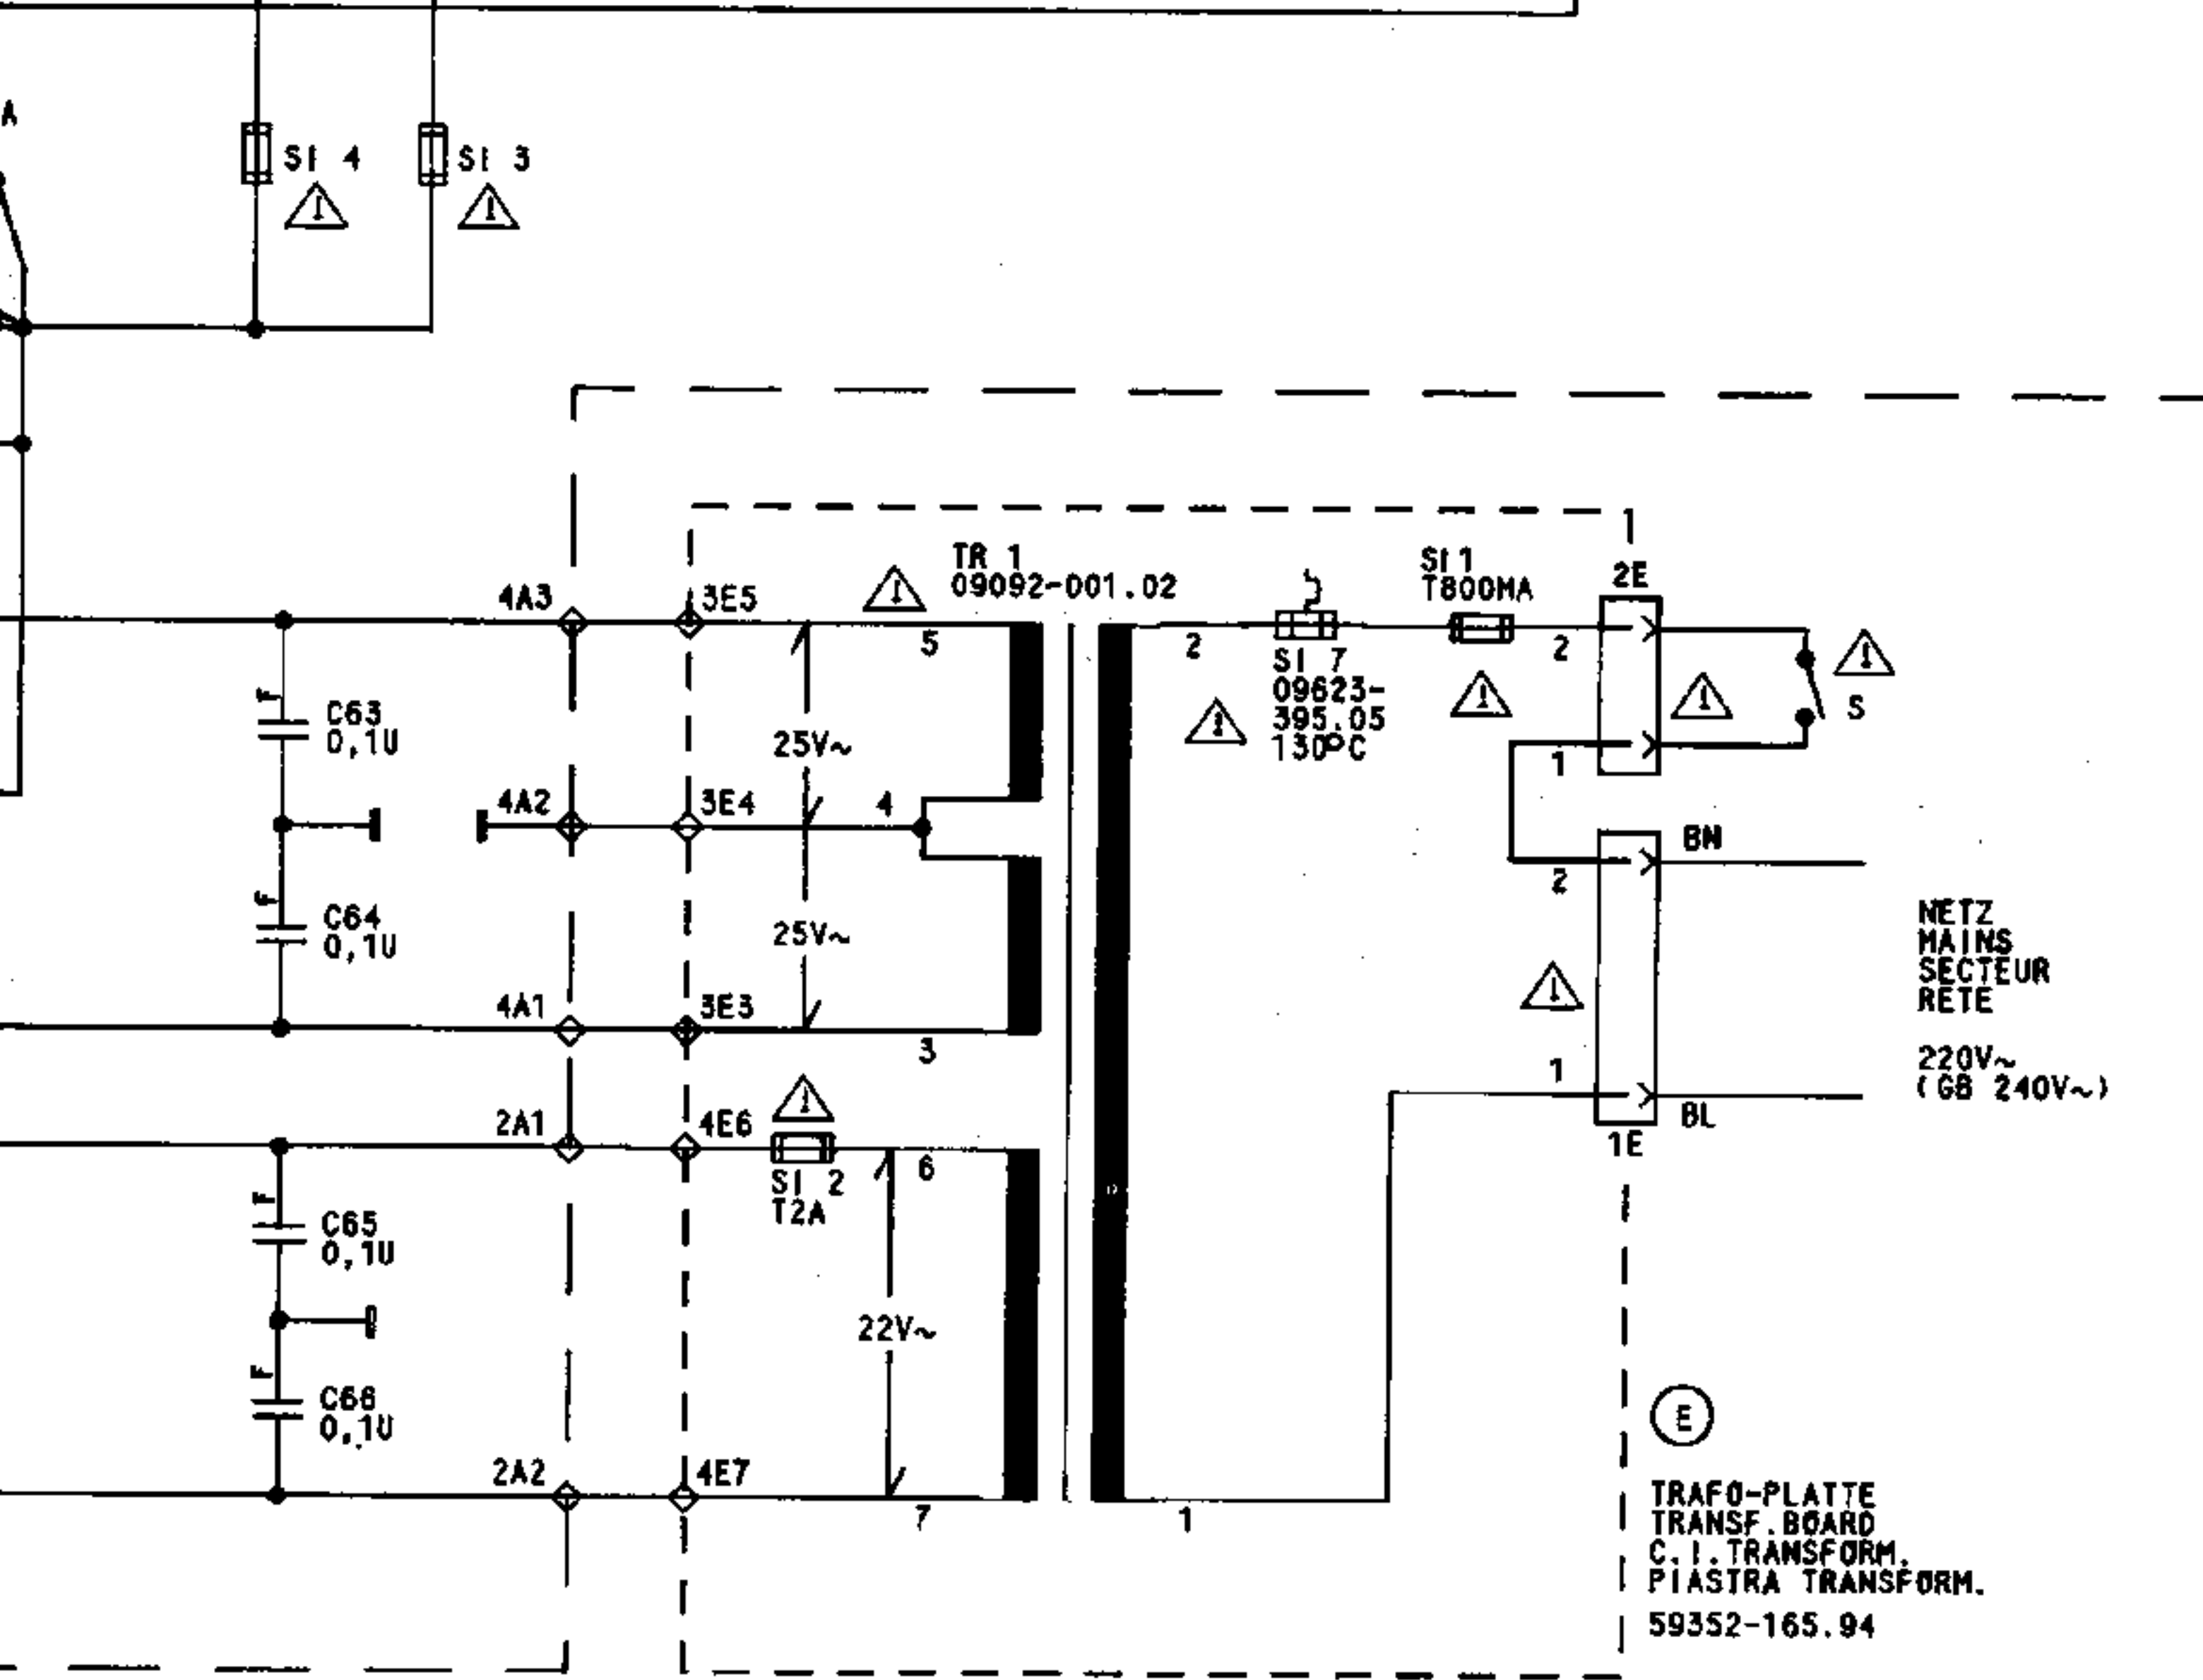 A
SI 4
SI 3
TR 1
09092-001.02
SI 1
T800MA
2E
4A3
3E5
5
2
2
SI 7
09623-
395.05
130°C
S
C63
0,1U
F
25V~
1
4A2
3E4
4
BN
2
F
C64
0,1U
25V~
NETZ
MAINS
SECTEUR
RETE
4A1
3E3
3
1
220V~
(GB 240V~)
BL
1E
2A1
4E6
6
SI 2
T2A
F
C65
0,1U
22V~
F
C66
0,1U
2A2
4E7
7
1
E
TRAFO-PLATTE
TRANSF.BOARD
C.I.TRANSFORM.
PIASTRA TRANSFORM.
59352-165.94